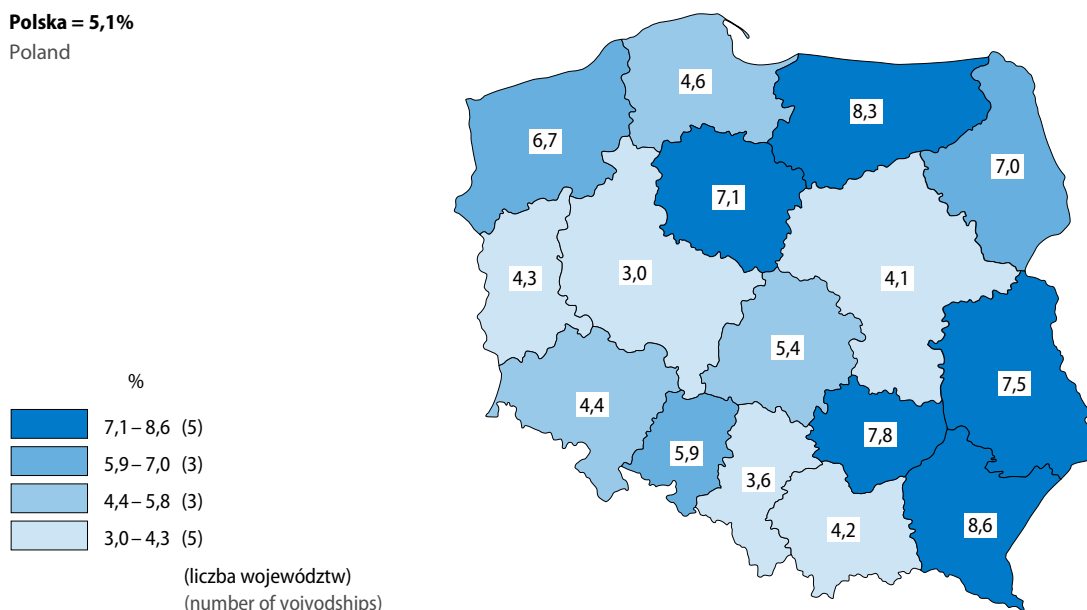 Polska = 5,1%
Poland
4,6
8,3
6,7
7,0
7,1
4,3
3,0
4,1
5,4
7,5
4,4
7,8
5,9
3,6
8,6
4,2
%
7,1 – 8,6 (5)
5,9 – 7,0 (3)
4,4 – 5,8 (3)
3,0 – 4,3 (5)
(liczba województw)
(number of voivodships)